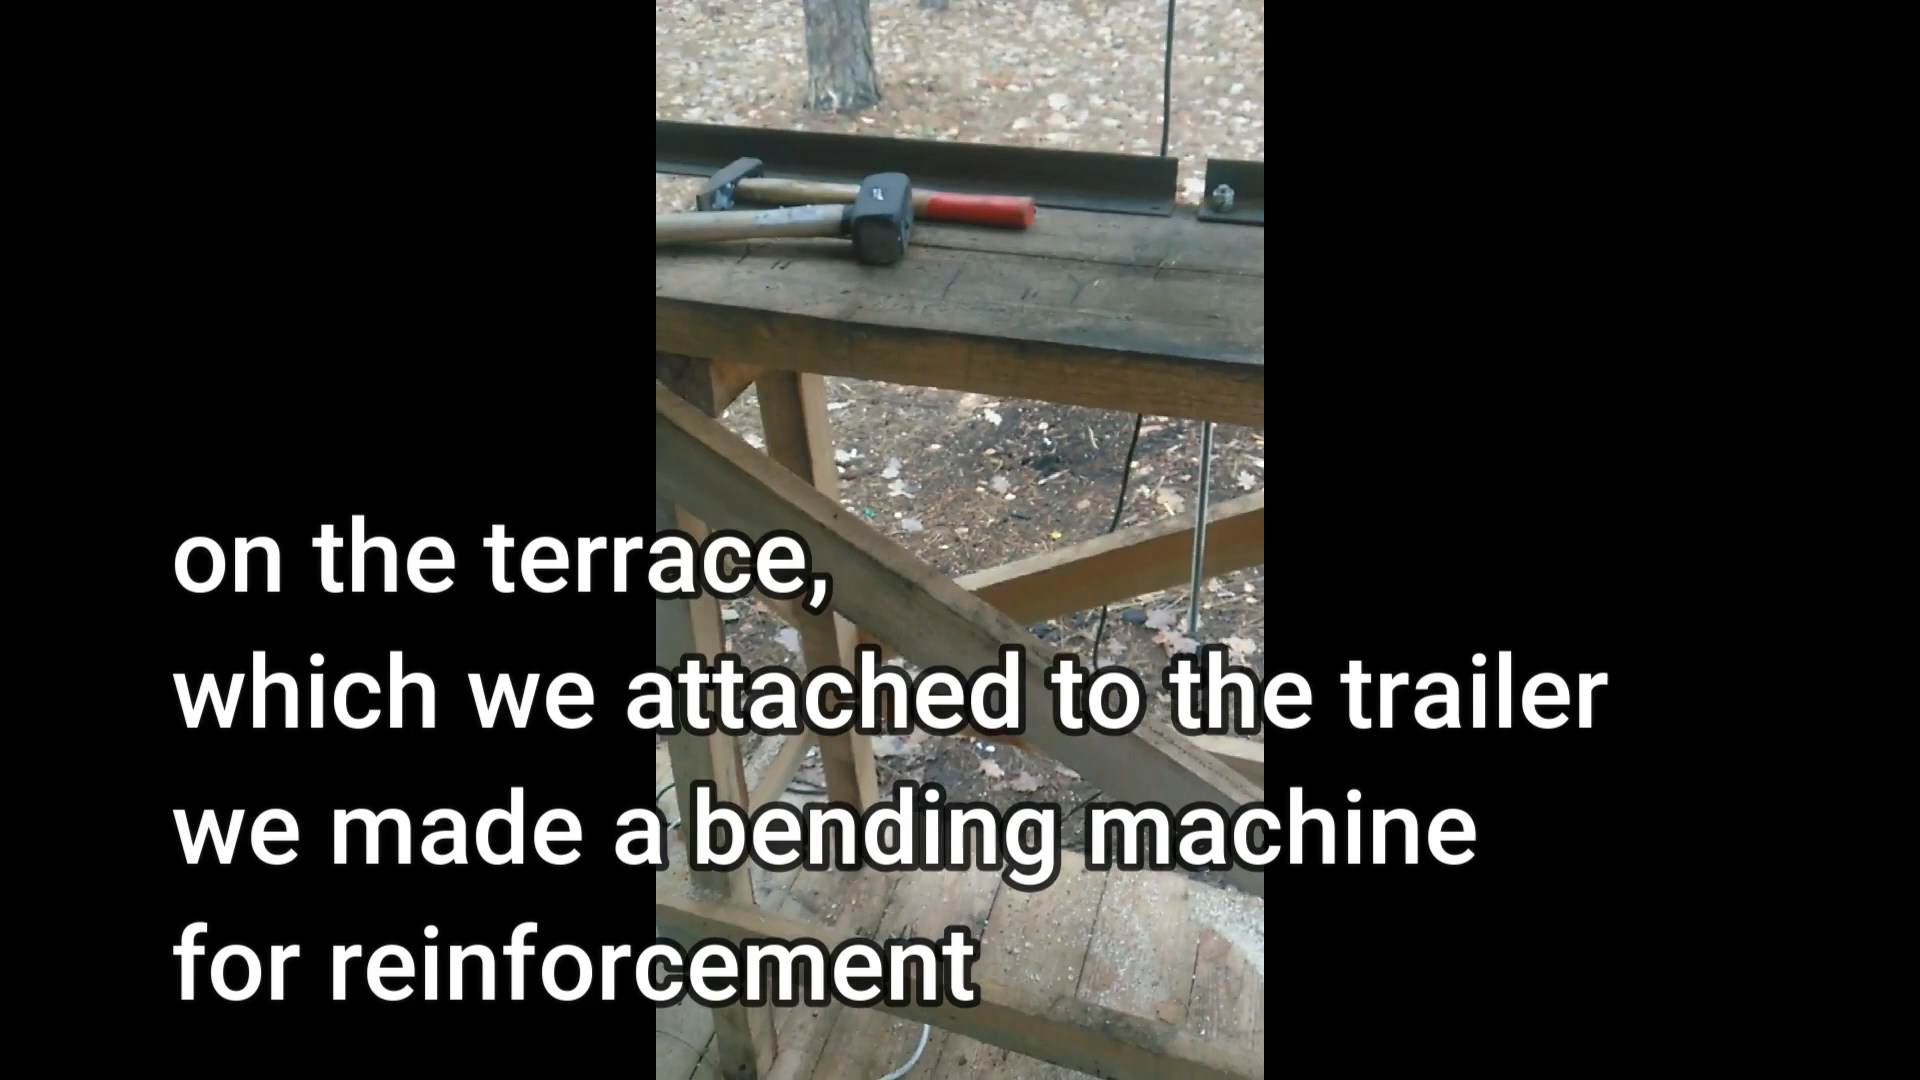 on the terrace,
which we attached to the trailer
we made a bending machine
for reinforcement